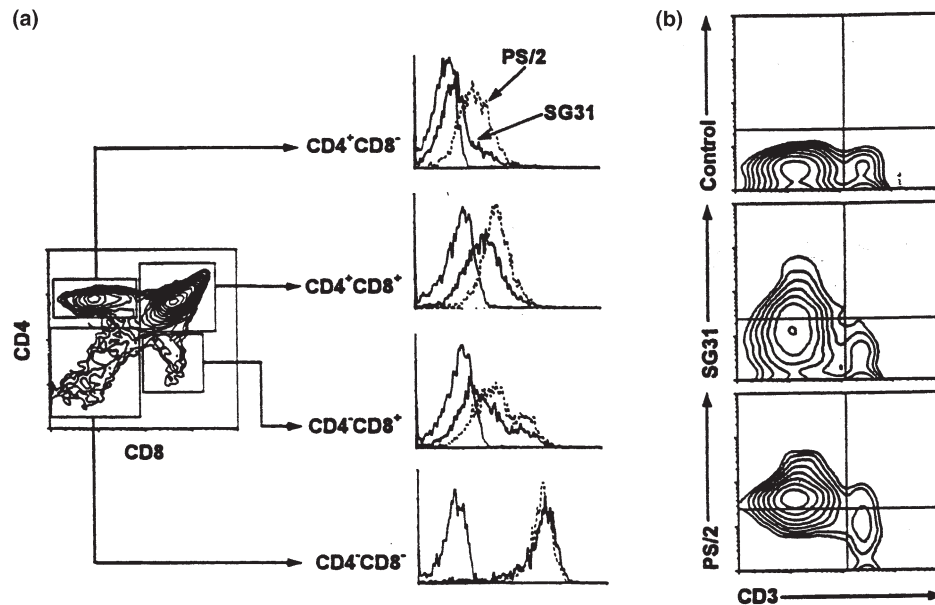 (a)
PS/2
SG31
CD4⁺CD8⁻
CD4⁺CD8⁺
CD4⁻CD8⁺
CD4⁻CD8⁻
CD4
CD8
(b)
Control
SG31
PS/2
CD3